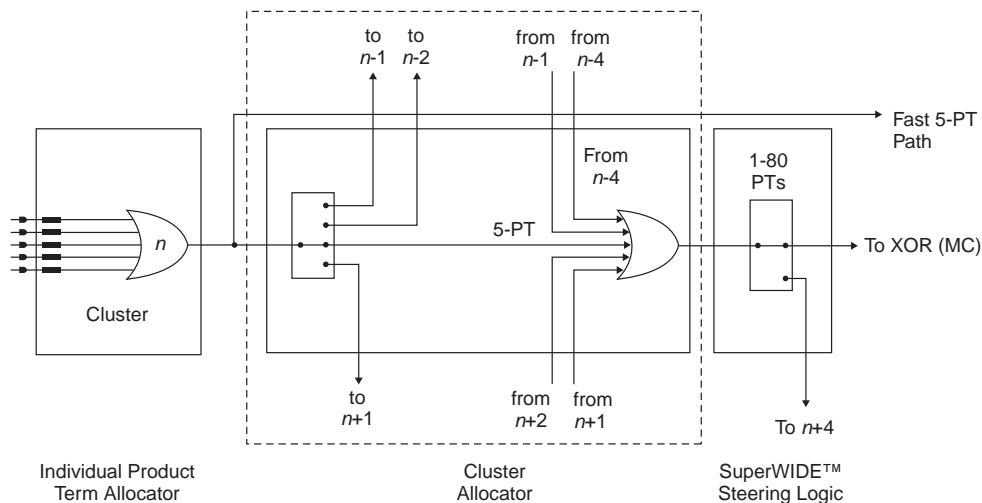 to
n-1
to
n-2
from
n-1
from
n-4
Fast 5-PT
Path
From
n-4
1-80
PTs
n
5-PT
To XOR (MC)
Cluster
to
n+1
from
n+2
from
n+1
To n+4
Individual Product
Term Allocator
Cluster
Allocator
SuperWIDE™
Steering Logic